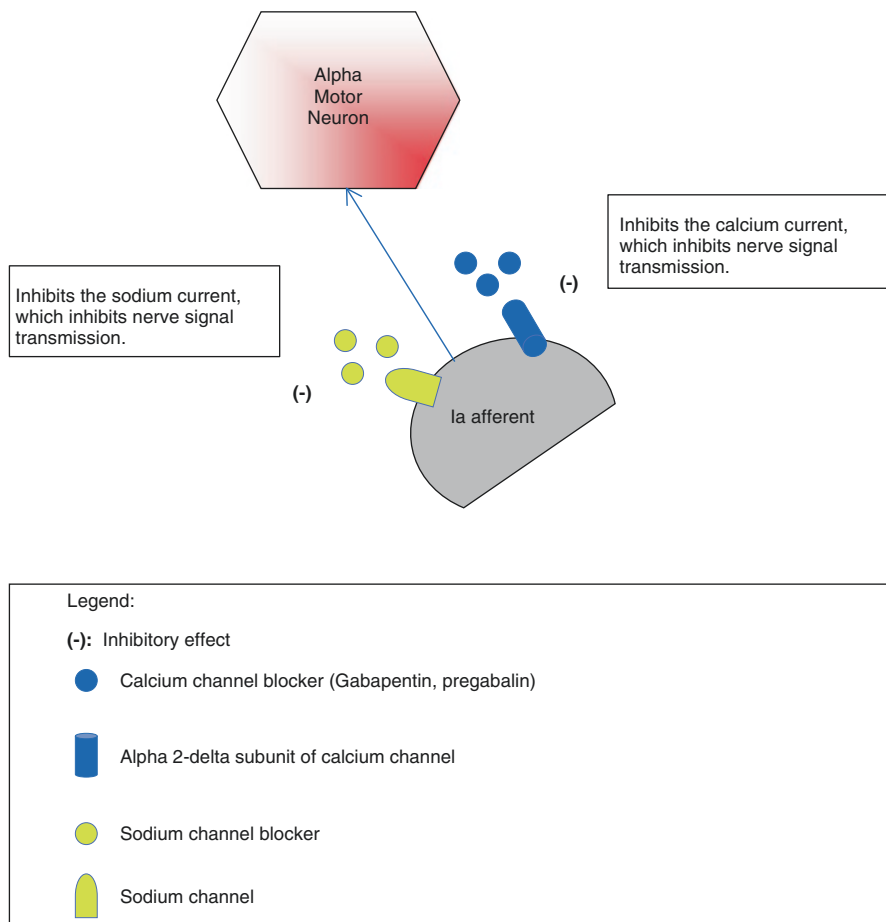 Alpha
Motor
Neuron
Inhibits the calcium current,
which inhibits nerve signal
transmission.
(-)
Inhibits the sodium current,
which inhibits nerve signal
transmission.
(-)
Ia afferent
Legend:
(-): Inhibitory effect
Calcium channel blocker (Gabapentin, pregabalin)
Alpha 2-delta subunit of calcium channel
Sodium channel blocker
Sodium channel